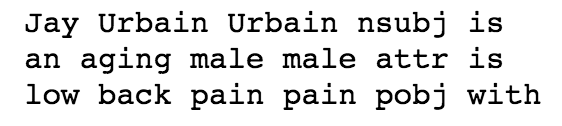 Jay Urbain Urbain nsubj is
an aging male male attr is
low back pain pain pobj with